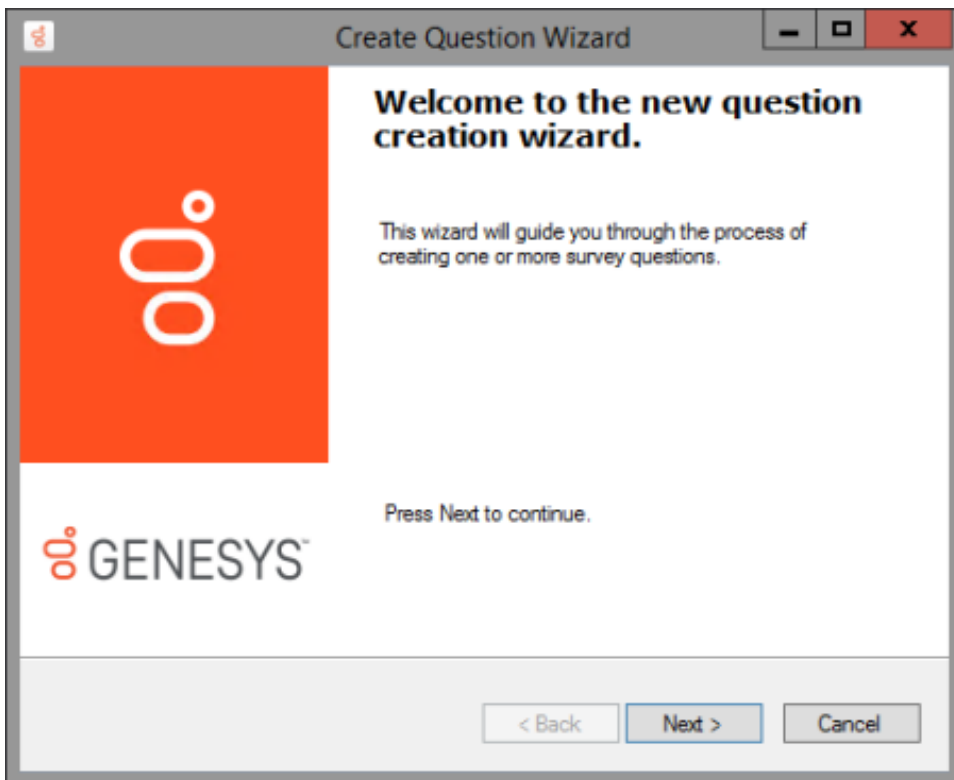 Create Question Wizard
Welcome to the new question
creation wizard.
This wizard will guide you through the process of
creating one or more survey questions.
Press Next to continue.
GENESYS™
< Back
Next >
Cancel